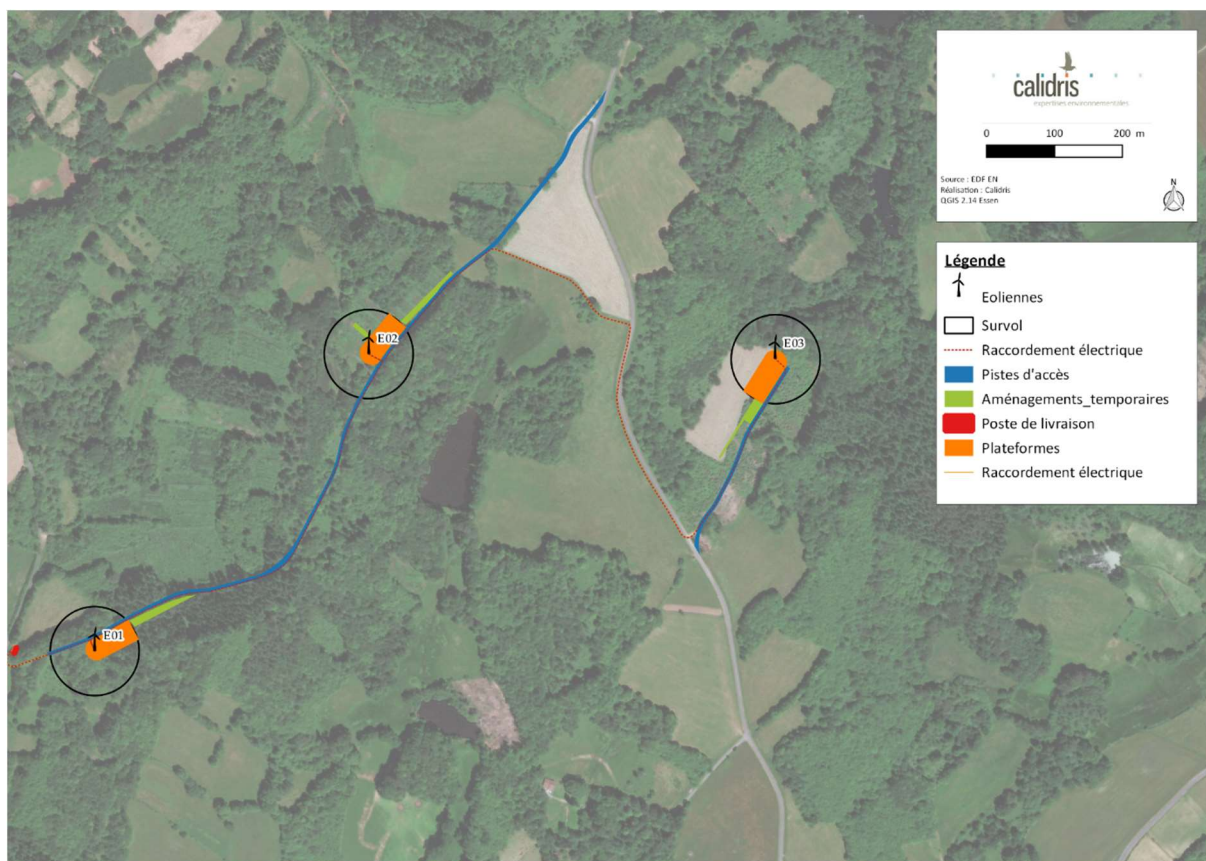 calidris
expertises environnementales
0 100 200 m
Source : EDF EN
Réalisation : Calidris
QGIS 2.14 Essen
N
Légende
Eoliennes
Survol
Raccordement électrique
Pistes d'accès
Aménagements_temporaires
Poste de livraison
Plateformes
Raccordement électrique
E02
E03
E01